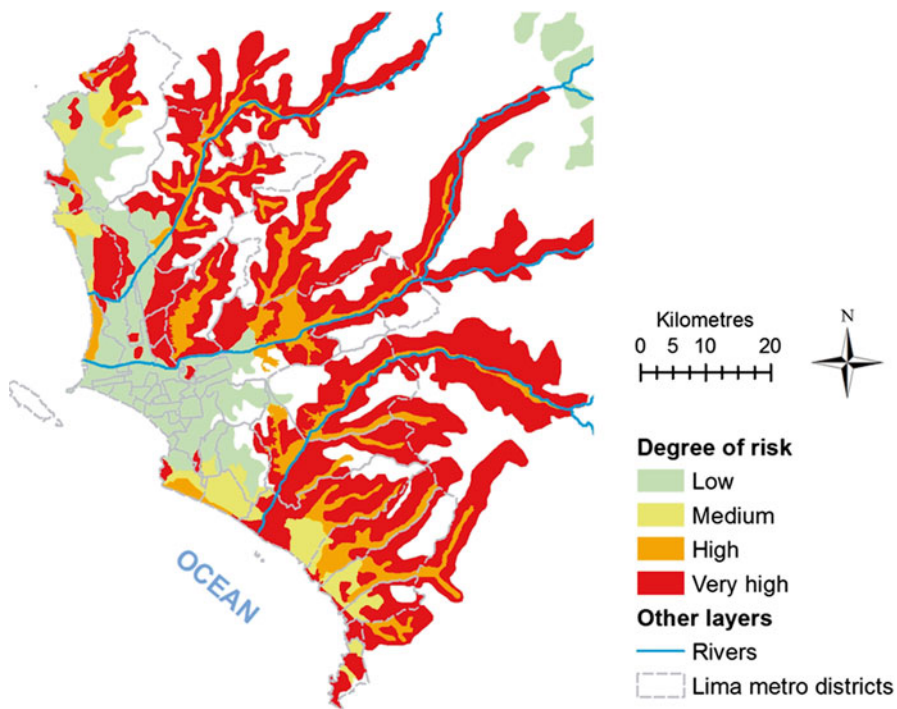 OCEAN
Kilometres
0 5 10 20
N
Degree of risk
Low
Medium
High
Very high
Other layers
Rivers
Lima metro districts